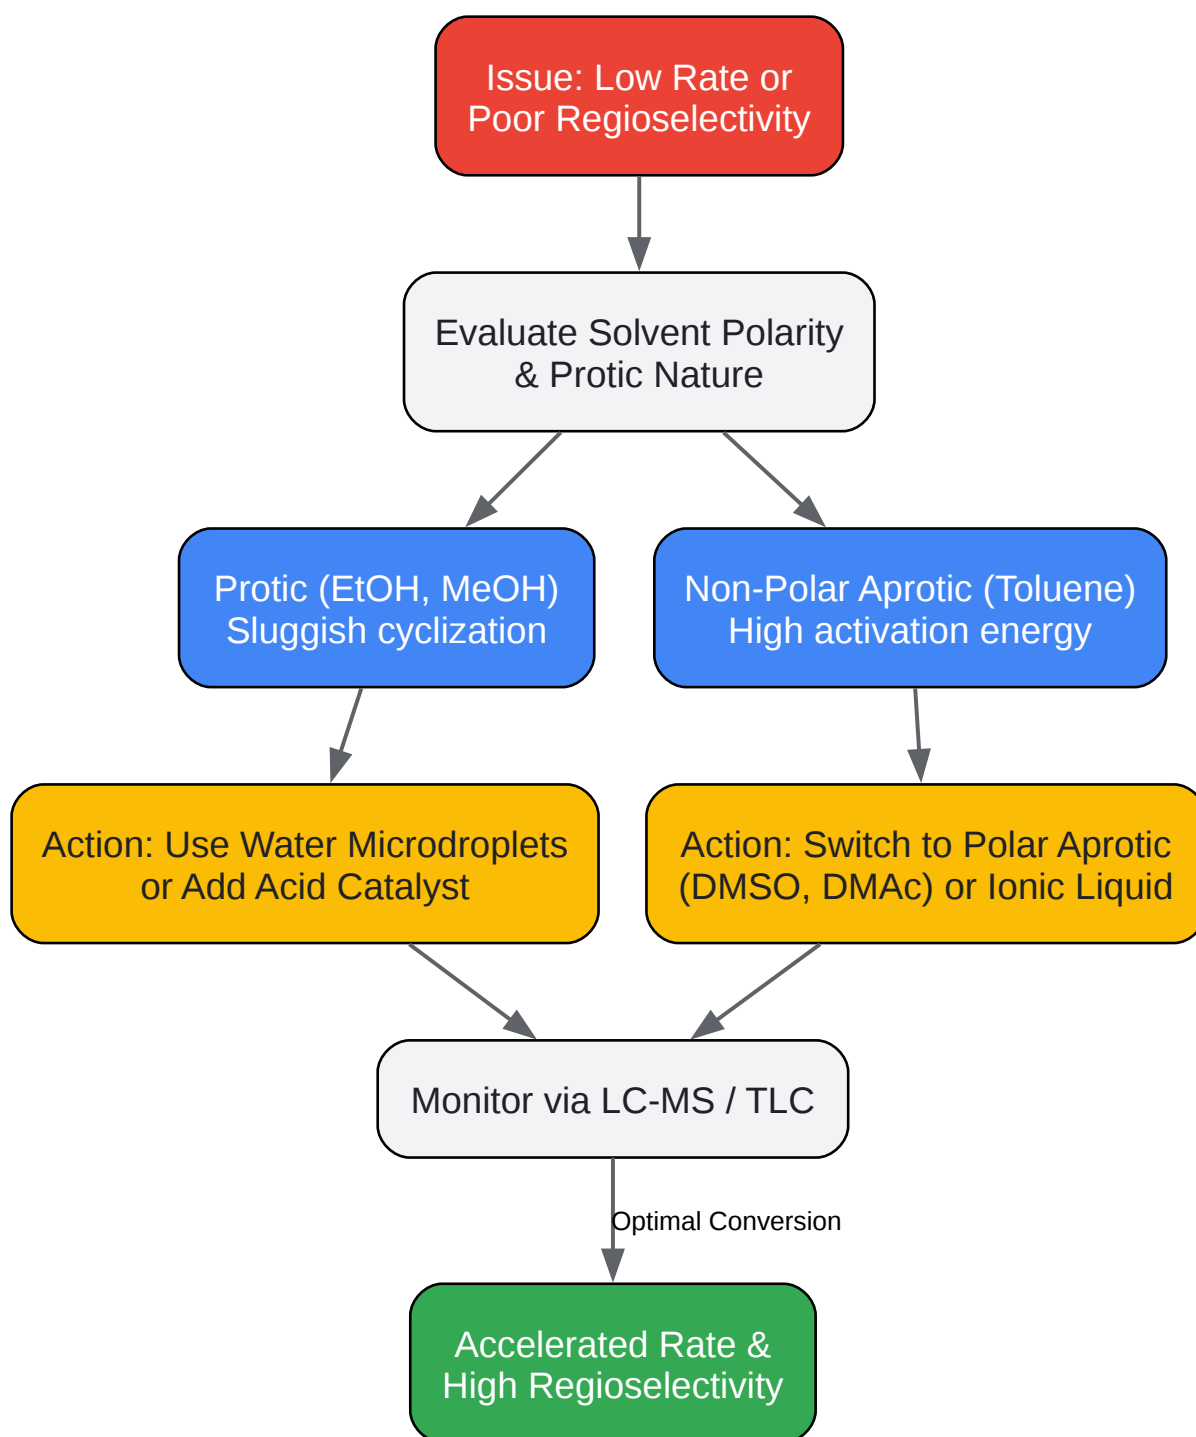 Issue: Low Rate or
Poor Regioselectivity
Evaluate Solvent Polarity
& Protic Nature
Protic (EtOH, MeOH)
Sluggish cyclization
Non-Polar Aprotic (Toluene)
High activation energy
Action: Use Water Microdroplets
or Add Acid Catalyst
Action: Switch to Polar Aprotic
(DMSO, DMAc) or Ionic Liquid
Monitor via LC-MS / TLC
Optimal Conversion
Accelerated Rate &
High Regioselectivity